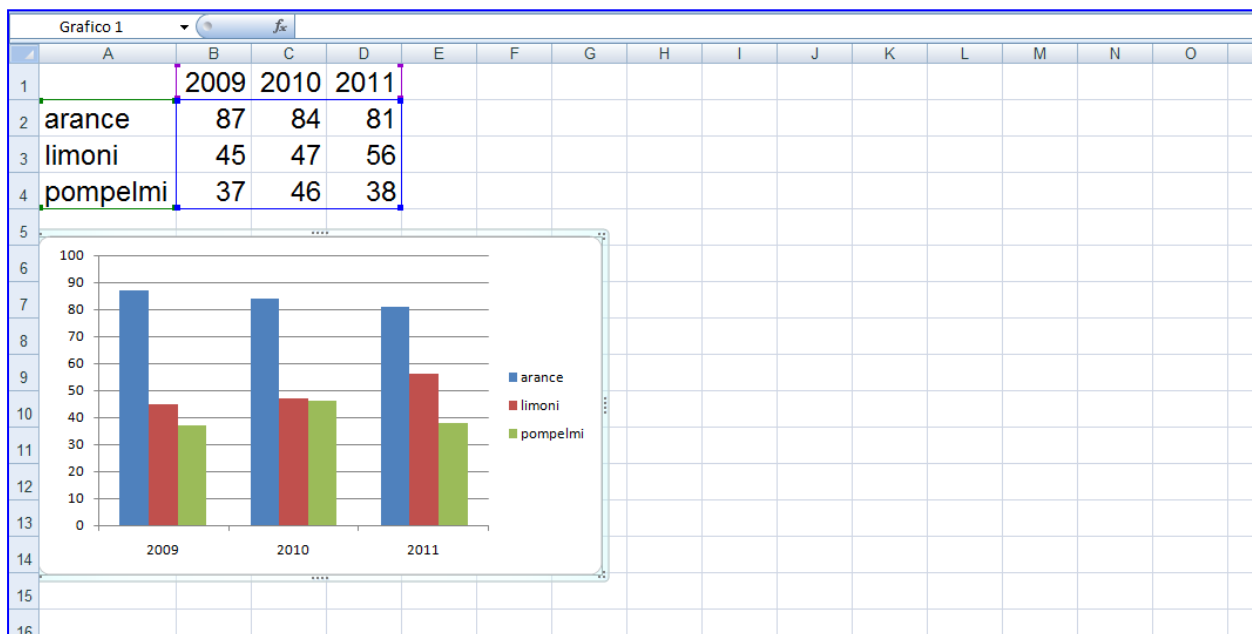 Grafico 1 fx
A B C D E F G H I J K L M N O
1 2009 2010 2011
2 arance 87 84 81
3 limoni 45 47 56
4 pompelmi 37 46 38
5
6
7
8
9
10
11
12
13
14
15
16
100
90
80
70
60
50
40
30
20
10
0
2009 2010 2011
arance
limoni
pompelmi